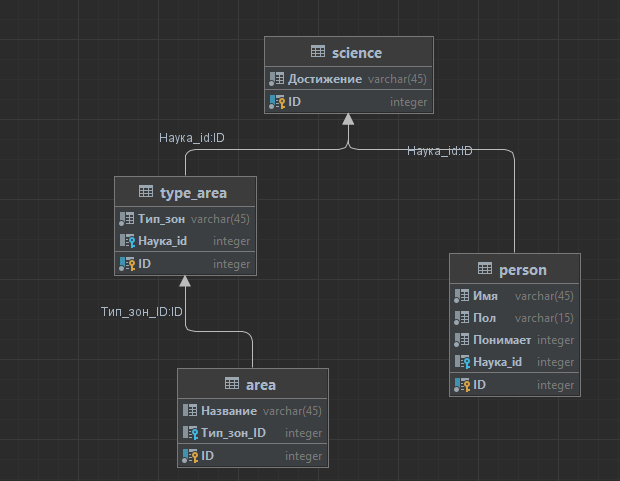 science
Достижение varchar(45)
ID integer
Наука_id:ID
Наука_id:ID
type_area
Тип_зон varchar(45)
Наука_id integer
ID integer
person
Имя varchar(45)
Пол varchar(15)
Понимает integer
Наука_id integer
ID integer
Тип_зон_ID:ID
area
Название varchar(45)
Тип_зон_ID integer
ID integer